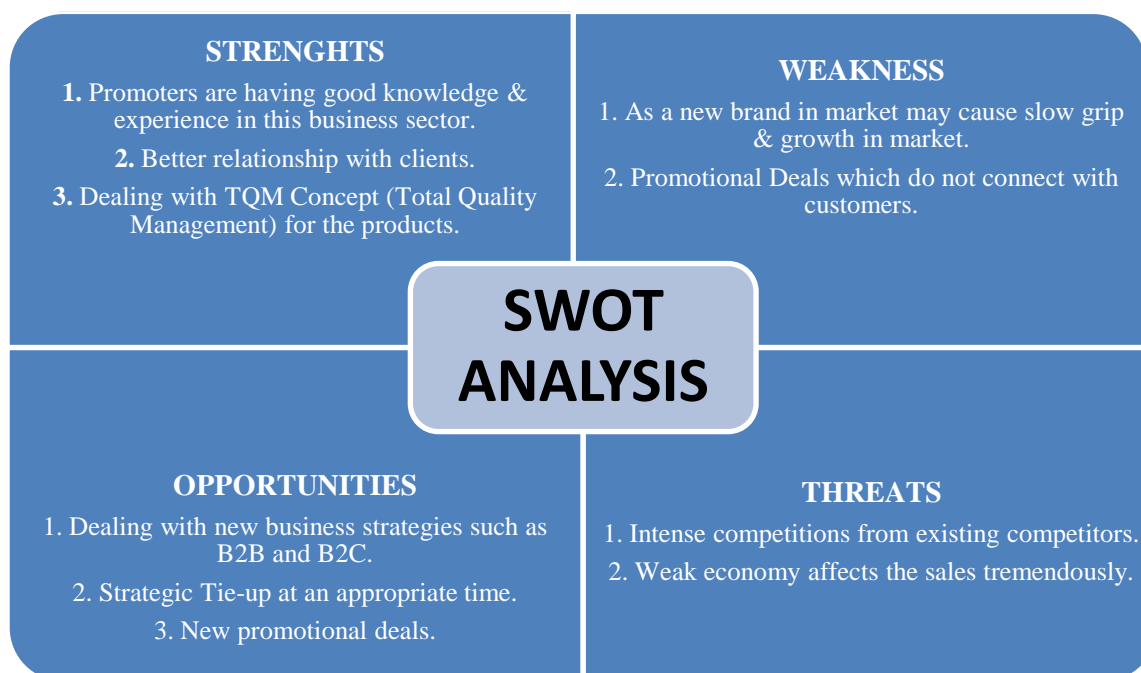 STRENGHTS
1. Promoters are having good knowledge &
experience in this business sector.
2. Better relationship with clients.
3. Dealing with TQM Concept (Total Quality
Management) for the products.
WEAKNESS
1. As a new brand in market may cause slow grip
& growth in market.
2. Promotional Deals which do not connect with
customers.
SWOT
ANALYSIS
OPPORTUNITIES
1. Dealing with new business strategies such as
B2B and B2C.
2. Strategic Tie-up at an appropriate time.
3. New promotional deals.
THREATS
1. Intense competitions from existing competitors.
2. Weak economy affects the sales tremendously.